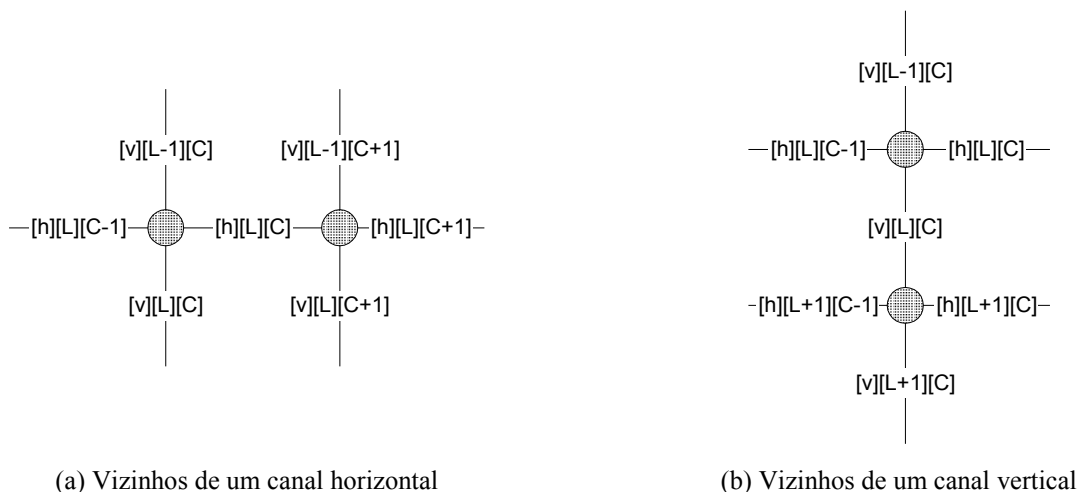 [v][L-1][C] [v][L-1][C+1]
[h][L][C-1] [h][L][C] [h][L][C+1]
[v][L][C] [v][L][C+1]
(a) Vizinhos de um canal horizontal
[v][L-1][C]
[h][L][C-1] [h][L][C]
[v][L][C]
[h][L+1][C-1] [h][L+1][C]
[v][L+1][C]
(b) Vizinhos de um canal vertical